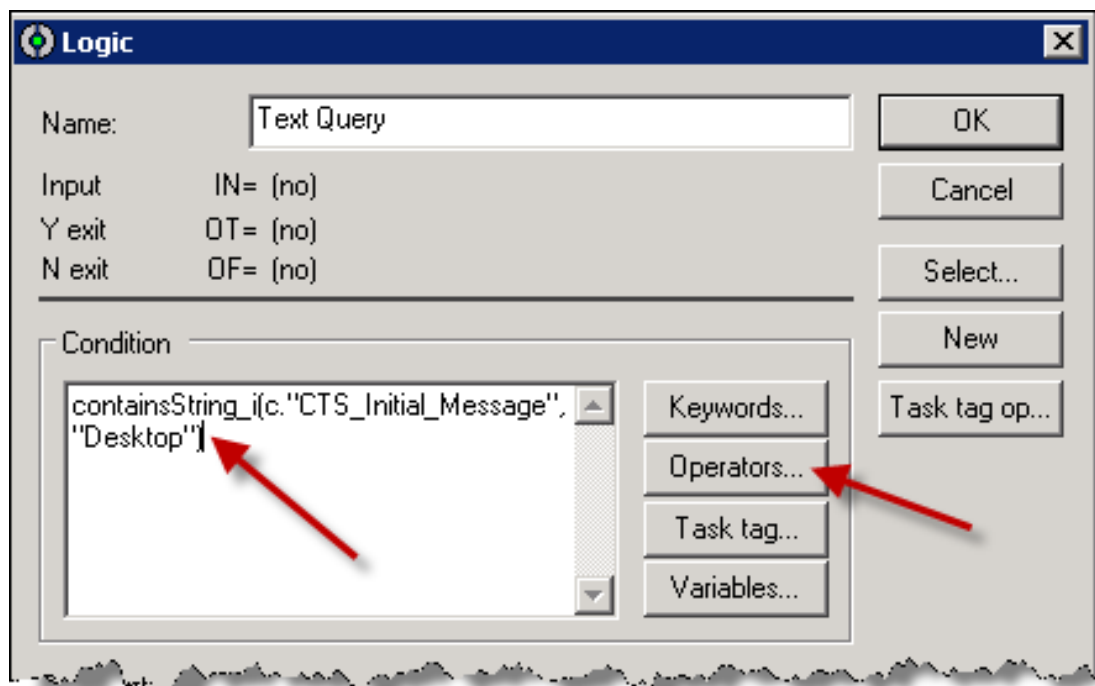 Logic
Name: Text Query
OK
Input IN= (no)
Cancel
Y exit OT= (no)
N exit OF= (no)
Select...
New
Condition
containsString_i(c."CTS_Initial_Message",
"Desktop")
Keywords...
Task tag op...
Operators...
Task tag...
Variables...